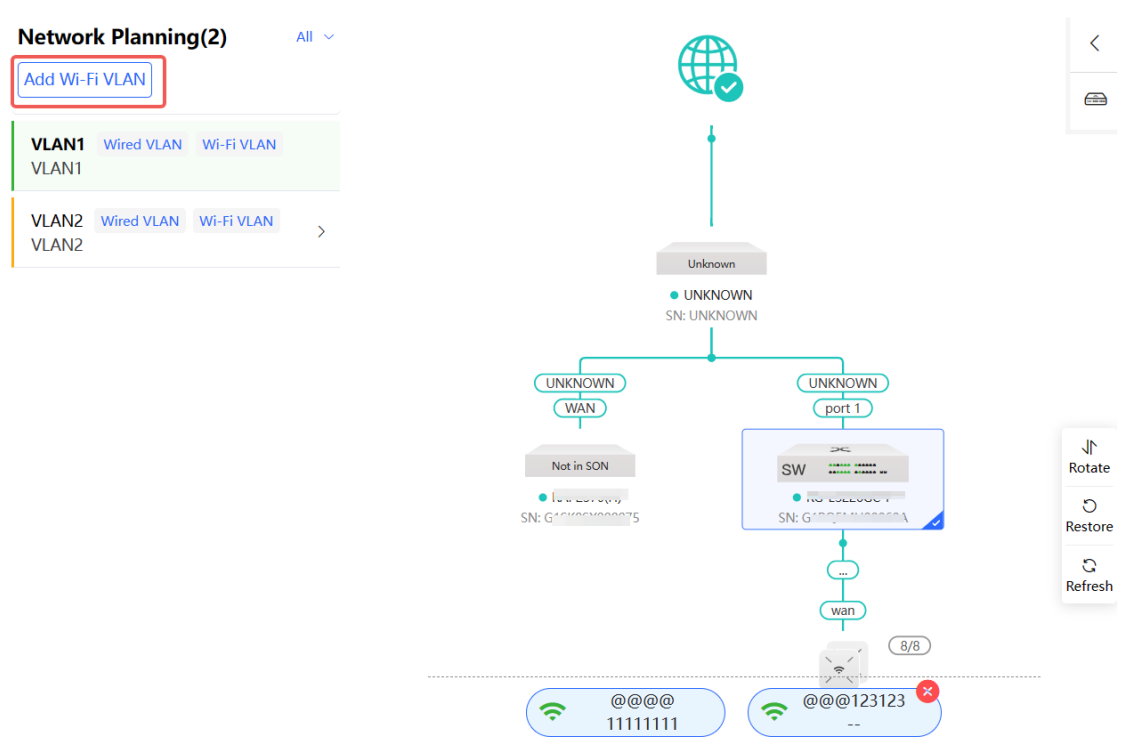 Network Planning(2)
All
Add Wi-Fi VLAN
VLAN1 Wired VLAN Wi-Fi VLAN
VLAN1
VLAN2 Wired VLAN Wi-Fi VLAN
VLAN2
Unknown
UNKNOWN
SN: UNKNOWN
UNKNOWN
UNKNOWN
WAN
port 1
Not in SON
SW
SN:
SN:
...
wan
8/8
@@@@
11111111
@@@123123
--
Rotate
Restore
Refresh